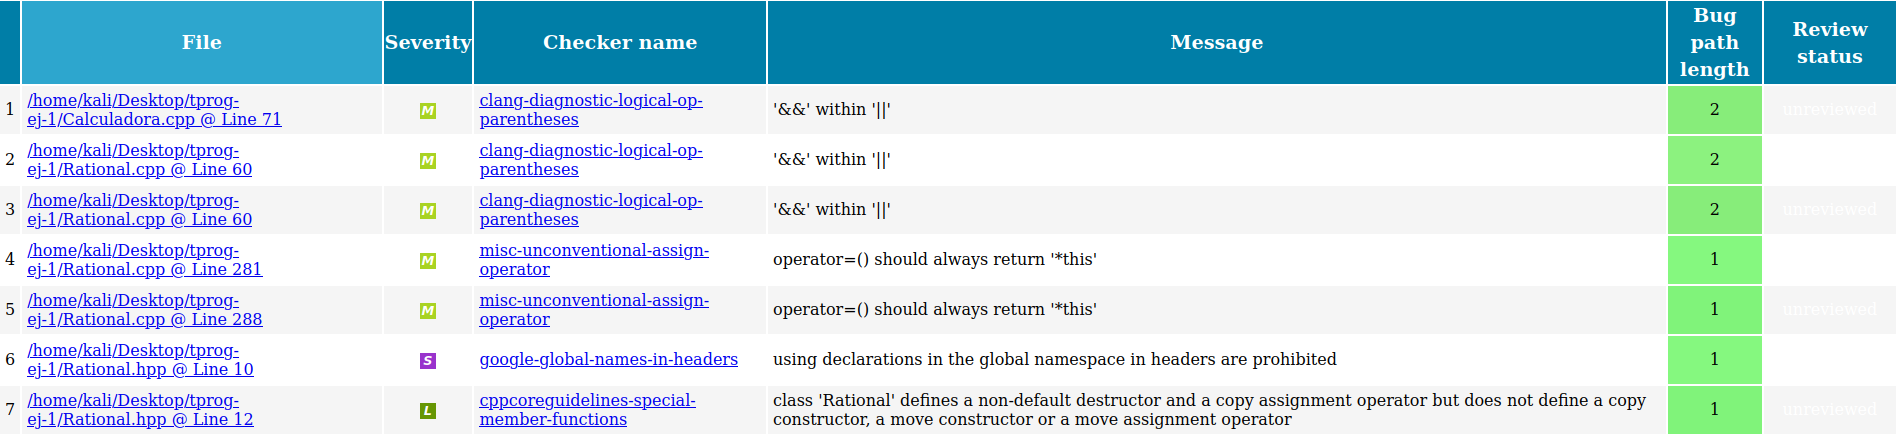 File Severity Checker name Message Bug path length Review status
1 /home/kali/Desktop/tprog-ej-1/Calculadora.cpp @ Line 71 M clang-diagnostic-logical-op-parentheses '&&' within '||' 2 unreviewed
2 /home/kali/Desktop/tprog-ej-1/Rational.cpp @ Line 60 M clang-diagnostic-logical-op-parentheses '&&' within '||' 2
3 /home/kali/Desktop/tprog-ej-1/Rational.cpp @ Line 60 M clang-diagnostic-logical-op-parentheses '&&' within '||' 2 unreviewed
4 /home/kali/Desktop/tprog-ej-1/Rational.cpp @ Line 281 M misc-unconventional-assign-operator operator=() should always return '*this' 1
5 /home/kali/Desktop/tprog-ej-1/Rational.cpp @ Line 288 M misc-unconventional-assign-operator operator=() should always return '*this' 1 unreviewed
6 /home/kali/Desktop/tprog-ej-1/Rational.hpp @ Line 10 S google-global-names-in-headers using declarations in the global namespace in headers are prohibited 1
7 /home/kali/Desktop/tprog-ej-1/Rational.hpp @ Line 12 L cppcoreguidelines-special-member-functions class 'Rational' defines a non-default destructor and a copy assignment operator but does not define a copy constructor, a move constructor or a move assignment operator 1 unreviewed